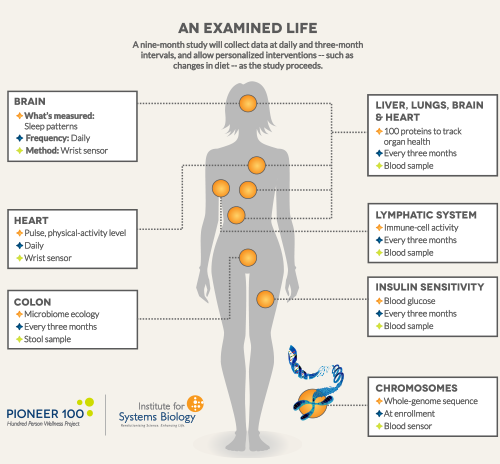 AN EXAMINED LIFE
A nine-month study will collect data at daily and three-month
intervals, and allow personalized interventions -- such as
changes in diet -- as the study proceeds.
BRAIN
What's measured:
Sleep patterns
Frequency: Daily
Method: Wrist sensor
HEART
Pulse, physical-activity level
Daily
Wrist sensor
COLON
Microbiome ecology
Every three months
Stool sample
LIVER, LUNGS, BRAIN
& HEART
100 proteins to track
organ health
Every three months
Blood sample
LYMPHATIC SYSTEM
Immune-cell activity
Every three months
Blood sample
INSULIN SENSITIVITY
Blood glucose
Every three months
Blood sample
CHROMOSOMES
Whole-genome sequence
At enrollment
Blood sensor
PIONEER 100
Hundred Person Wellness Project
Institute for
Systems Biology
Revolutionizing Science. Enhancing Life.